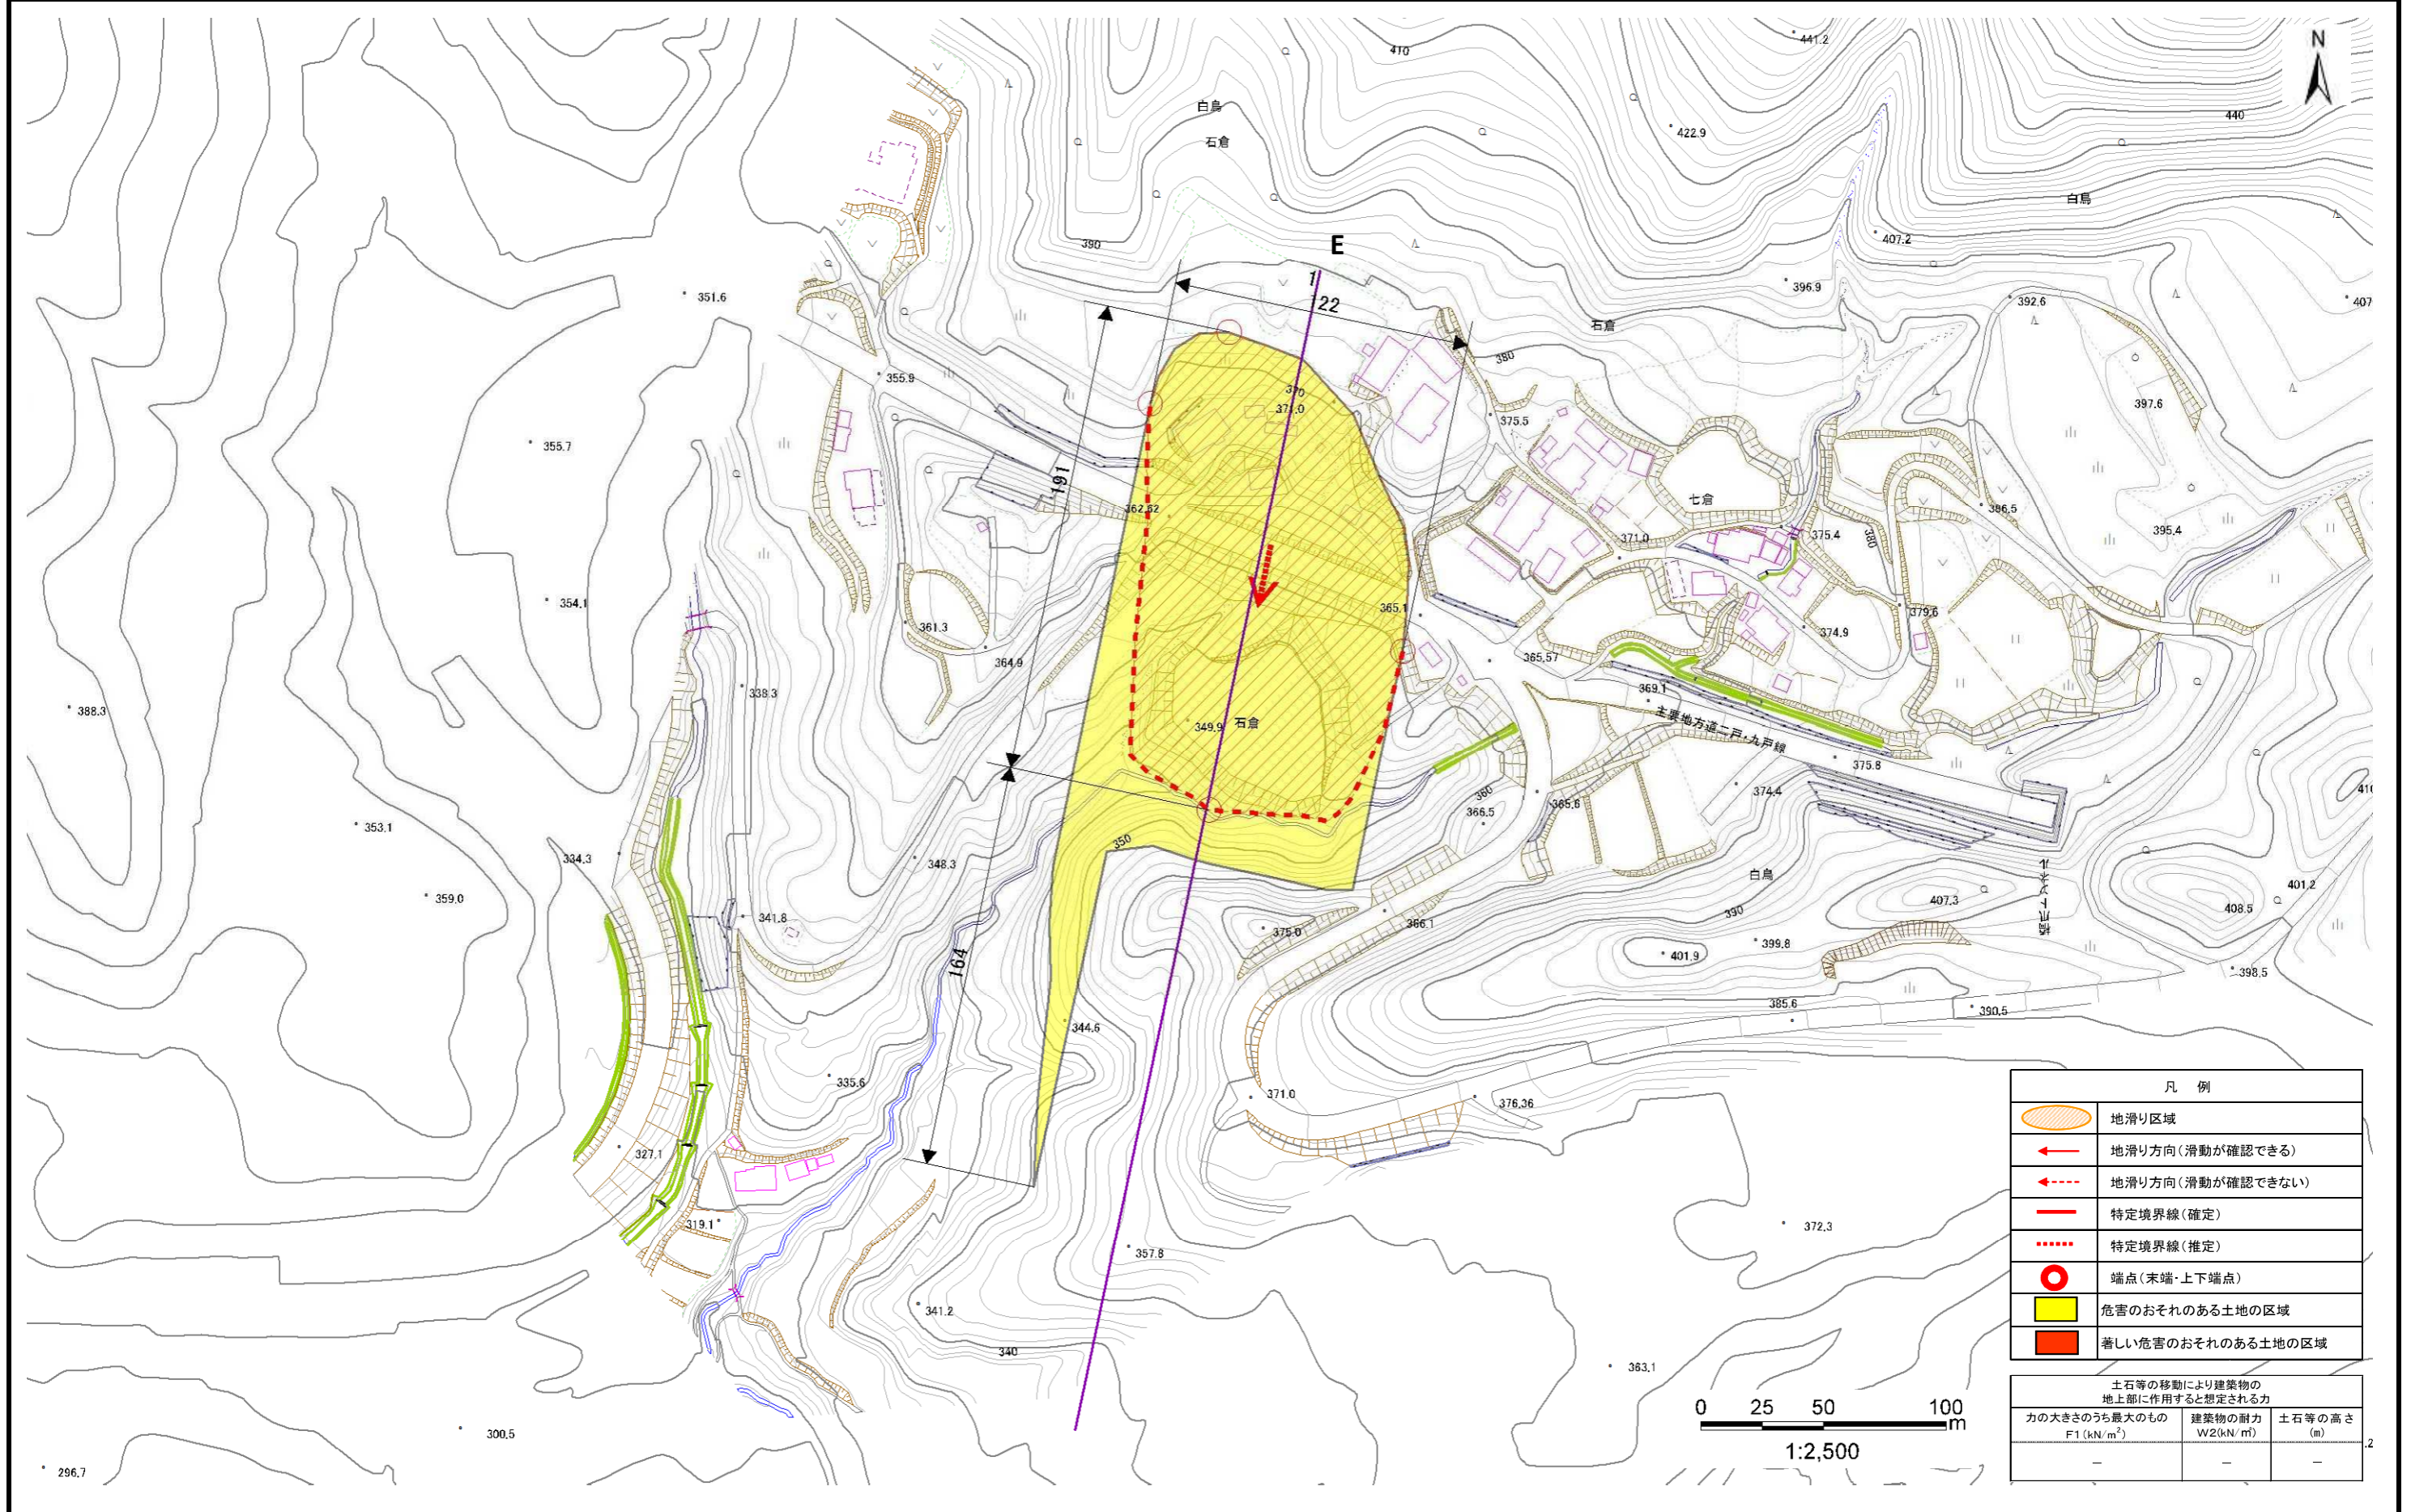 441.2
410
N
白鳥
440
422.9
石倉
白鳥
390
E
407.2
1
351.6
396.9
392.6
407
122
石倉
380
355.9
370
371.0
397.6
375.5
355.7
191
七倉
362.62
386.5
395.4
371.0
375.4
380
354.1
365.1
379.6
361.3
374.9
364.9
365.57
338.3
369.1
388.3
石倉
349.9
主要地方道二戸・九戸線
375.8
360
374.4
410
365.6
366.5
353.1
350
334.3
348.3
白鳥
401.2
359.0
407.3
408.5
390
341.8
366.1
375.0
399.8
401.9
164
398.5
385.6
390.5
344.6
335.6
371.0
376.36
327.1
319.1
372.3
357.8
341.2
340
363.1
300.5
296.7
凡 例
地滑り区域
地滑り方向(滑動が確認できる)
地滑り方向(滑動が確認できない)
特定境界線(確定)
特定境界線(推定)
端点(末端・上下端点)
危害のおそれのある土地の区域
著しい危害のおそれのある土地の区域
0 25 50 100
m
1:2,500
土石等の移動により建築物の
地上部に作用すると想定される力
力の大きさのうち最大のもの
F1(kN/m²)
建築物の耐力
W2(kN/㎡)
土石等の高さ
(m)
－ － －
.2